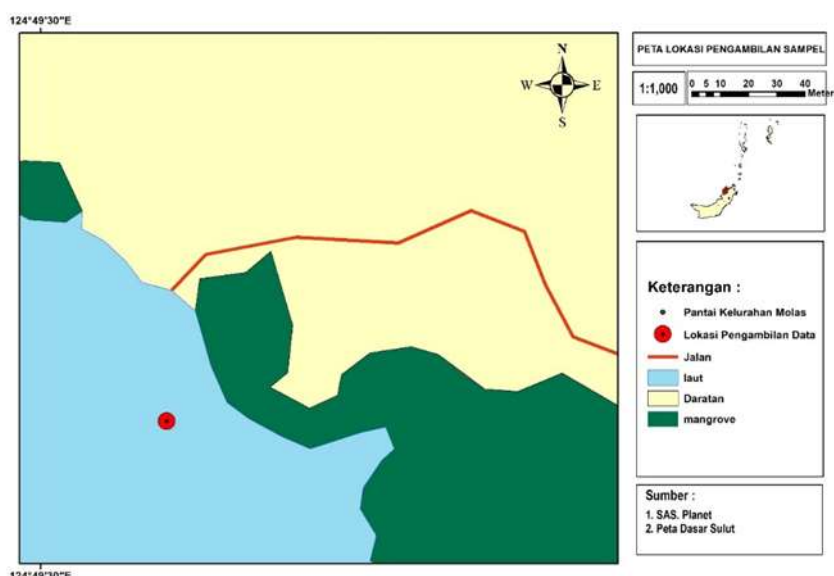 124°49'30"E
N
W E
S
124°49'30"E
PETA LOKASI PENGAMBILAN SAMPEL
1:1,000
0 5 10 20 30 40
Meter
Keterangan :
Pantai Kelurahan Molas
Lokasi Pengambilan Data
Jalan
laut
Daratan
mangrove
Sumber :
1. SAS. Planet
2. Peta Dasar Sulut